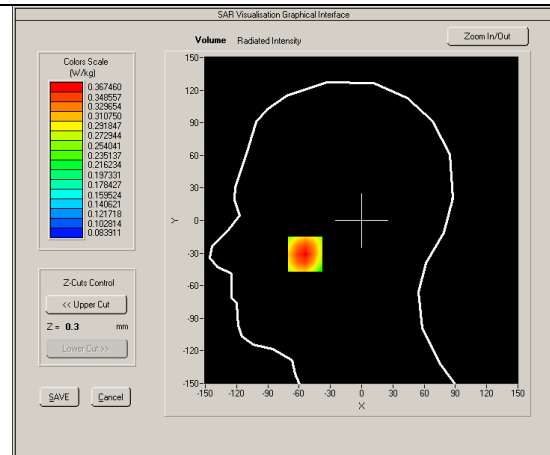 SAR Visualisation Graphical Interface
Volume Radiated Intensity
Zoom In/Out
Colors Scale
(W/kg)
0.367460
0.348557
0.329654
0.310750
0.291847
0.272944
0.254041
0.235137
0.216234
0.197331
0.178427
0.159524
0.140621
0.121718
0.102814
0.083911
Z-Cuts Control
<< Upper Cut
Z = 0.3 mm
Lower Cut >>
SAVE Cancel
150
120
90
60
30
0
-30
-60
-90
-120
-150
Y
-150 -120 -90 -60 -30 0 30 60 90 120 150
X